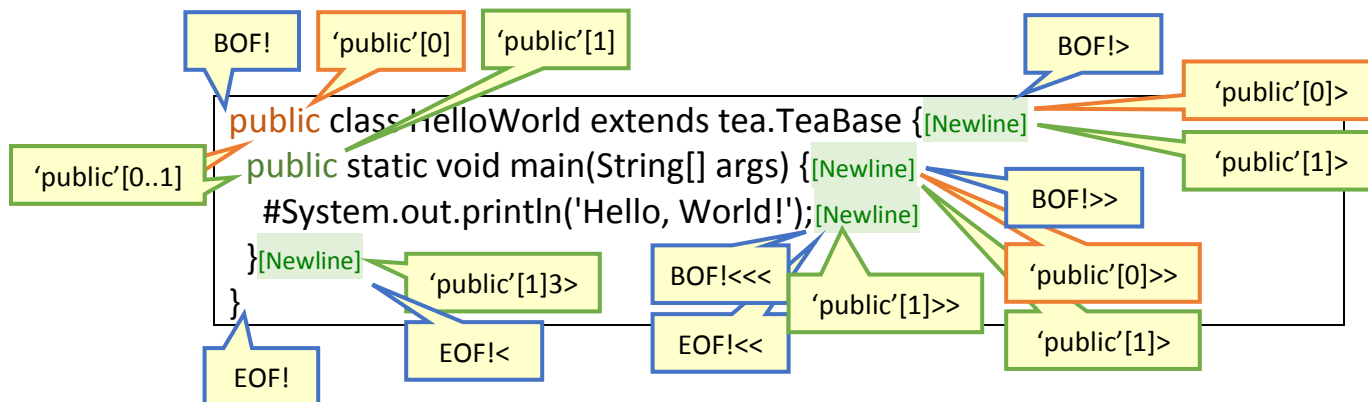 BOF!
‘public’[0]
‘public’[1]
BOF!>
‘public’[0]>
public class HelloWorld extends tea.TeaBase {[Newline]
‘public’[1]>
‘public’[0..1]
public static void main(String[] args) {[Newline]
BOF!>>
#System.out.println('Hello, World!');[Newline]
}[Newline]
‘public’[1]3>
BOF!<<<
‘public’[1]>>
‘public’[0]>>
}
EOF!
EOF!<
EOF!<<
‘public’[1]>